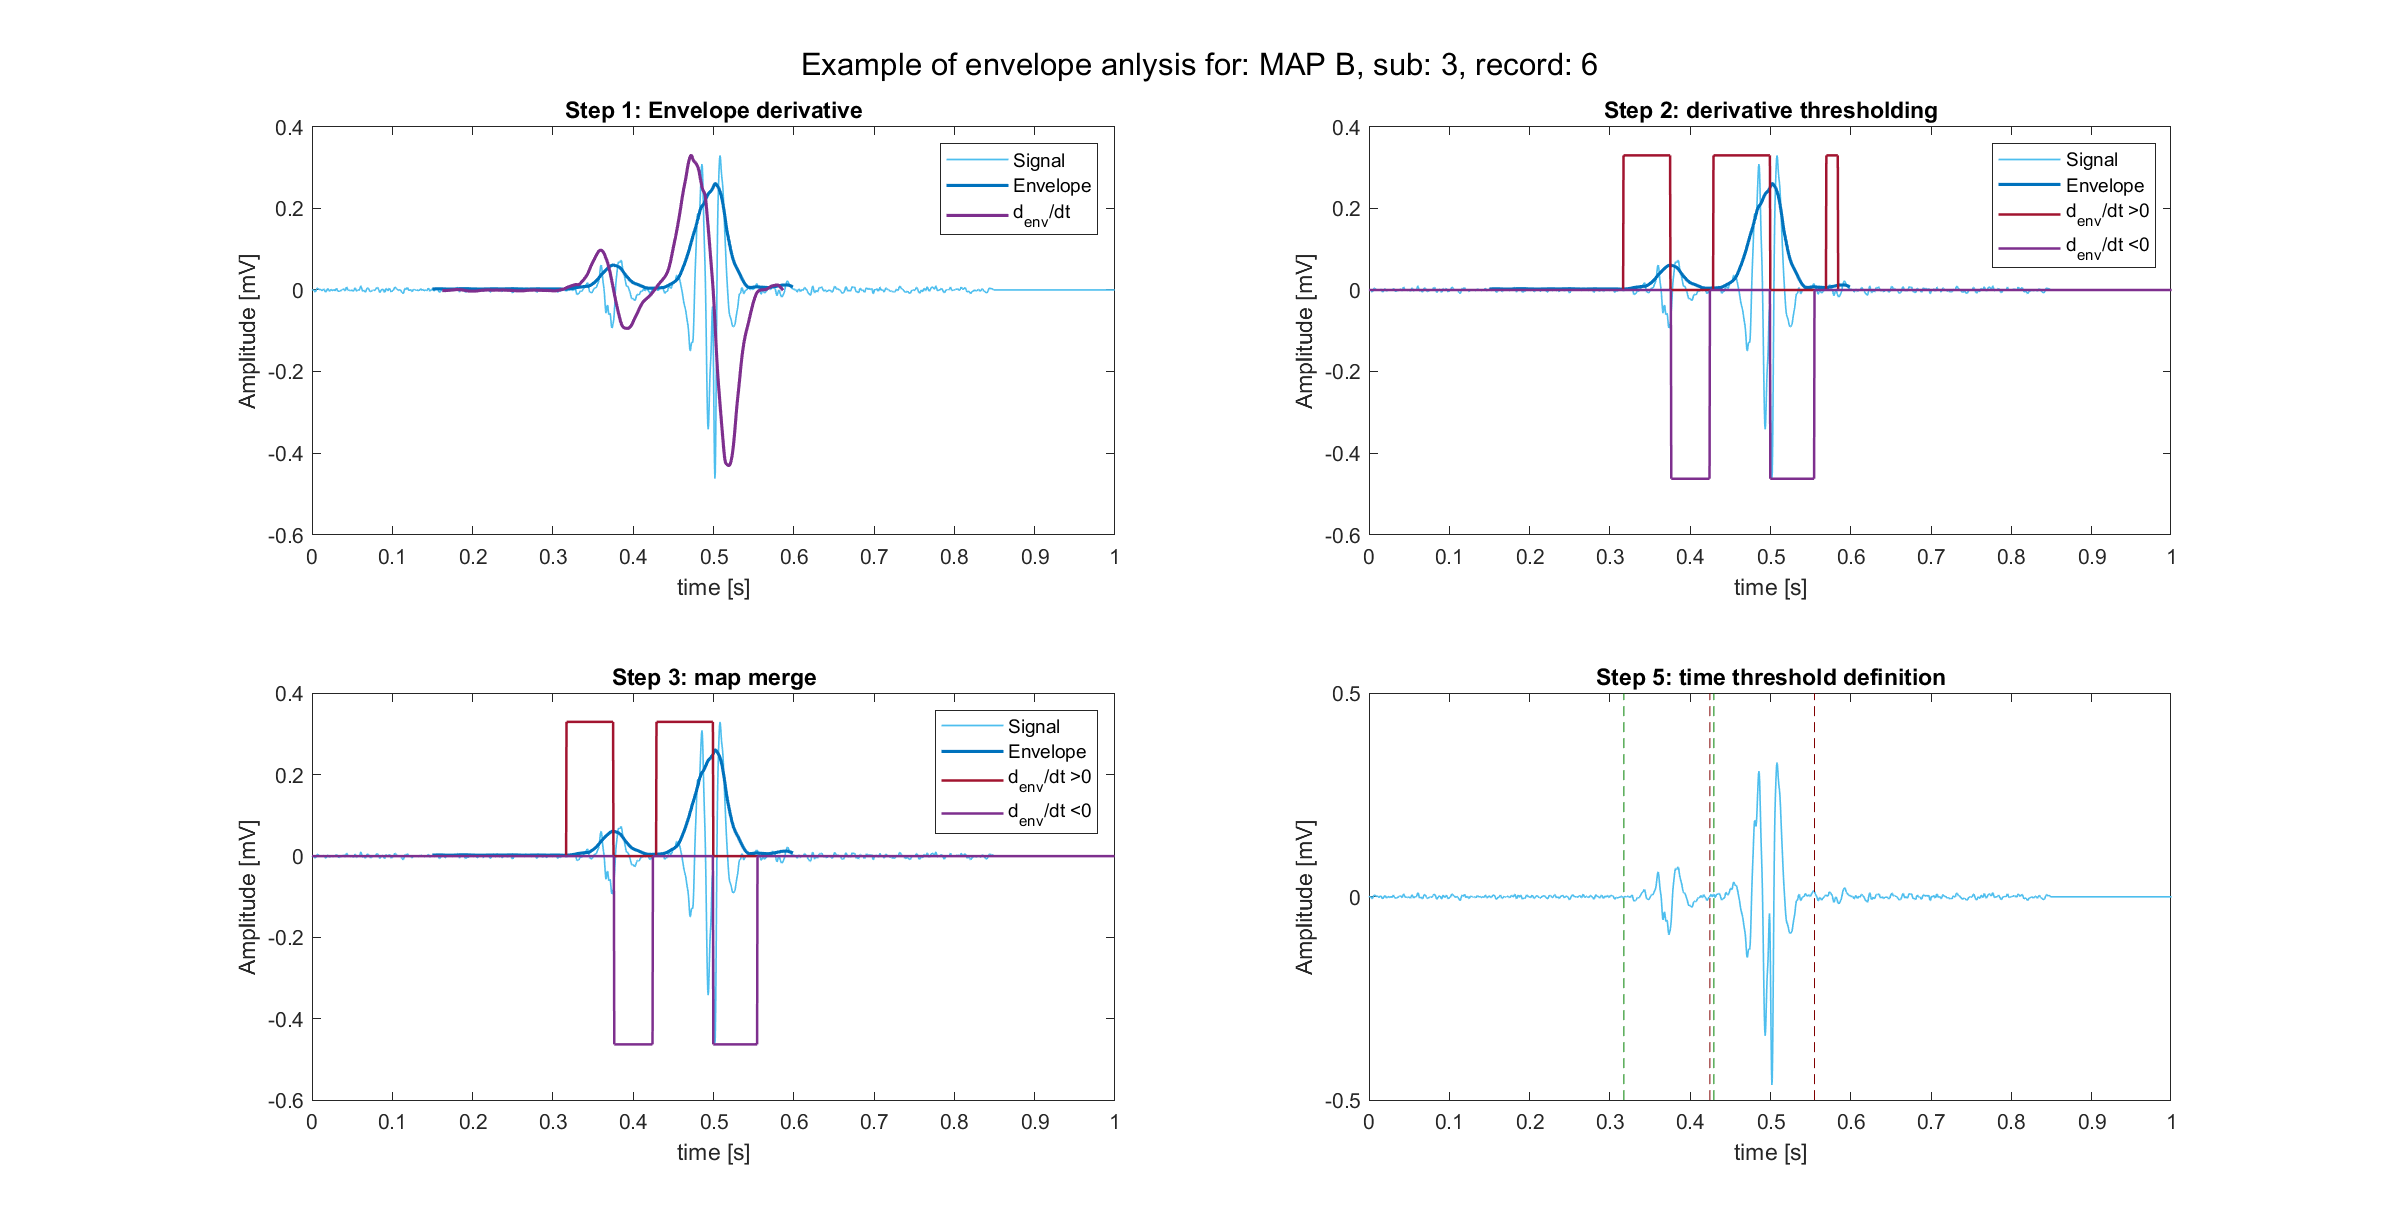 Example of envelope anlysis for: MAP B, sub: 3, record: 6
Step 1: Envelope derivative
0.4
0.2
0
-0.2
-0.4
-0.6
Amplitude [mV]
0 0.1 0.2 0.3 0.4 0.5 0.6 0.7 0.8 0.9 1
time [s]
Signal
Envelope
d_env/dt
Step 2: derivative thresholding
0.4
0.2
0
-0.2
-0.4
-0.6
Amplitude [mV]
0 0.1 0.2 0.3 0.4 0.5 0.6 0.7 0.8 0.9 1
time [s]
Signal
Envelope
d_env/dt >0
d_env/dt <0
Step 3: map merge
0.4
0.2
0
-0.2
-0.4
-0.6
Amplitude [mV]
0 0.1 0.2 0.3 0.4 0.5 0.6 0.7 0.8 0.9 1
time [s]
Signal
Envelope
d_env/dt >0
d_env/dt <0
Step 5: time threshold definition
0.5
0
-0.5
Amplitude [mV]
0 0.1 0.2 0.3 0.4 0.5 0.6 0.7 0.8 0.9 1
time [s]